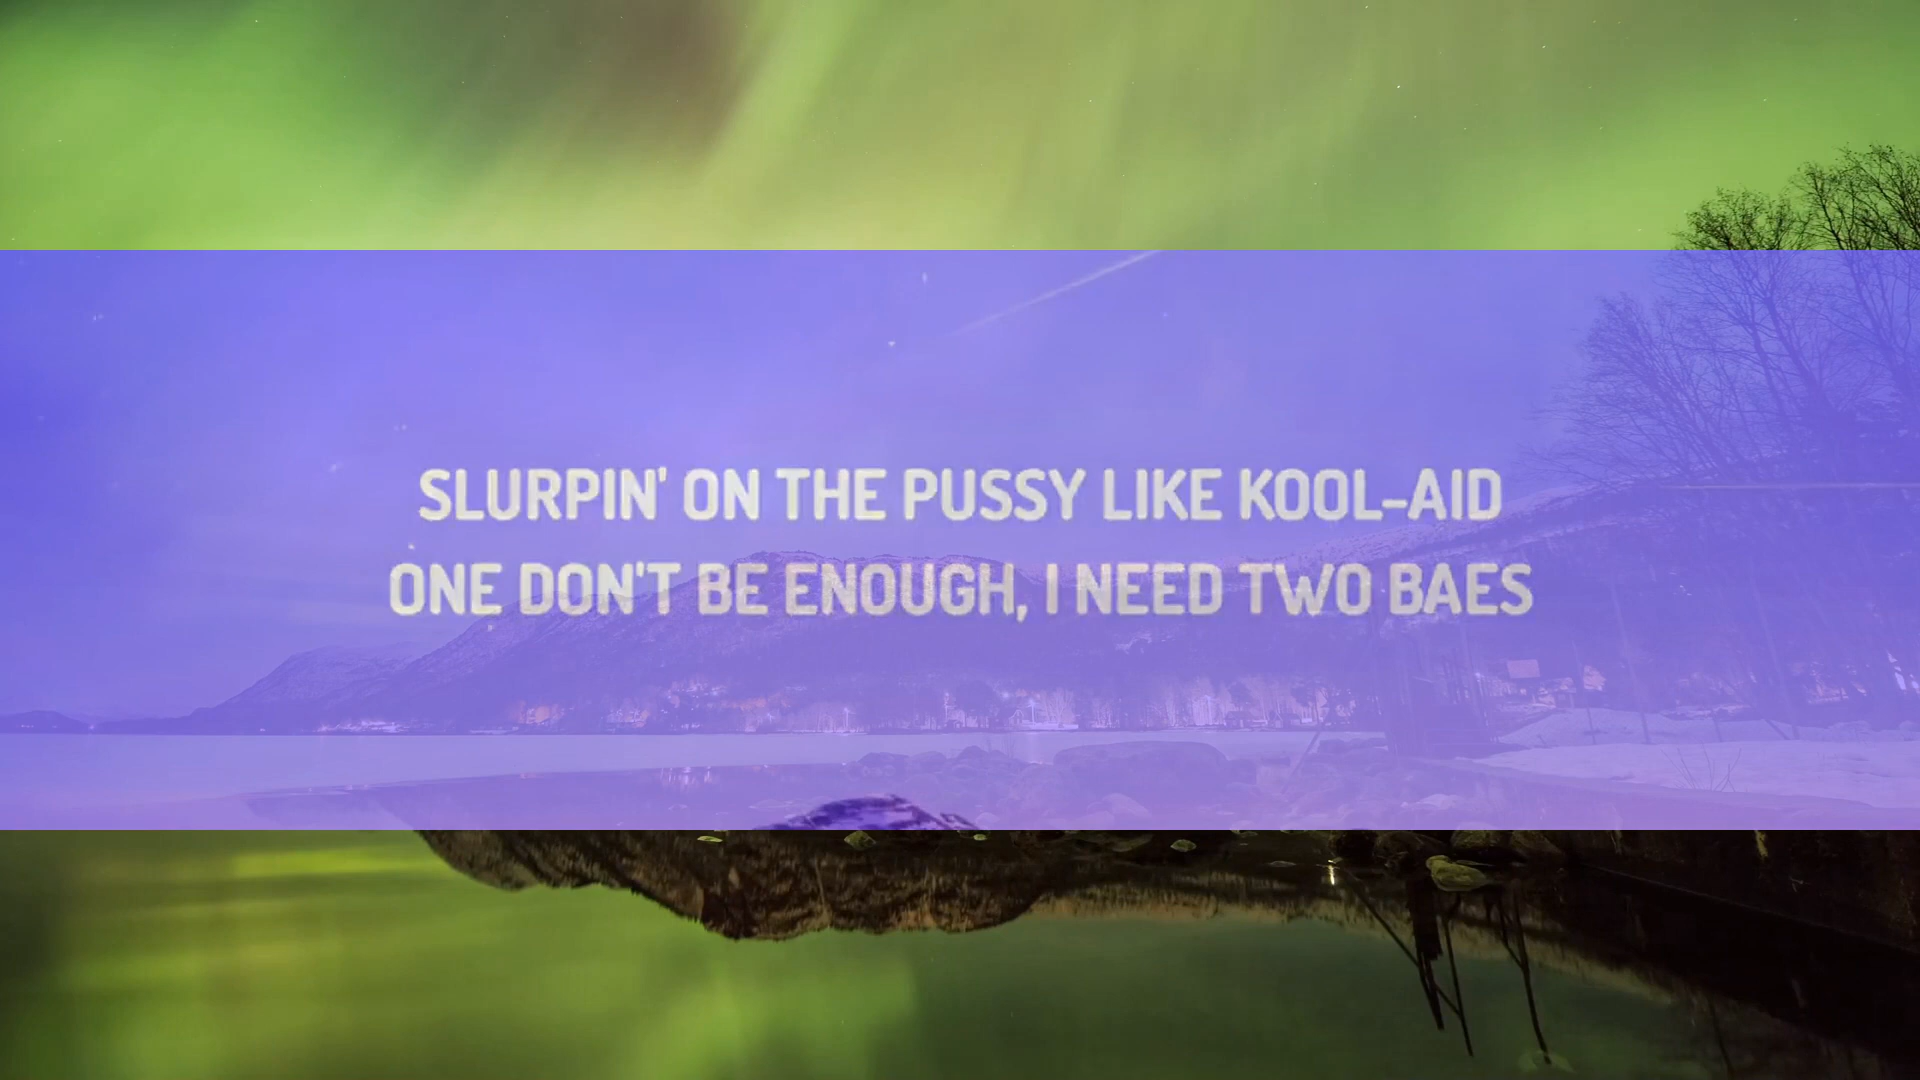 SLURPIN' ON THE PUSSY LIKE KOOL-AID
ONE DON'T BE ENOUGH, I NEED TWO BAES